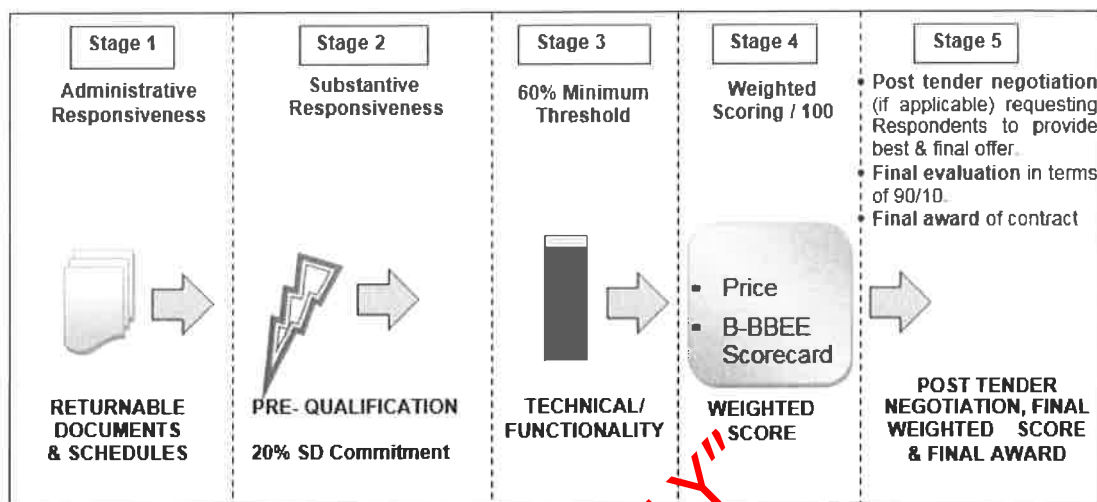 Stage 1
Administrative
Responsiveness
RETURNABLE
DOCUMENTS
& SCHEDULES
Stage 2
Substantive
Responsiveness
PRE- QUALIFICATION
20% SD Commitment
Stage 3
60% Minimum
Threshold
TECHNICAL/
FUNCTIONALITY
Stage 4
Weighted
Scoring / 100
▪ Price
▪ B-BBEE
Scorecard
WEIGHTED
SCORE
Stage 5
• Post tender negotiation
(if applicable) requesting
Respondents to provide
best & final offer.
• Final evaluation in terms
of 90/10.
• Final award of contract
POST TENDER
NEGOTIATION, FINAL
WEIGHTED SCORE
& FINAL AWARD
Y"